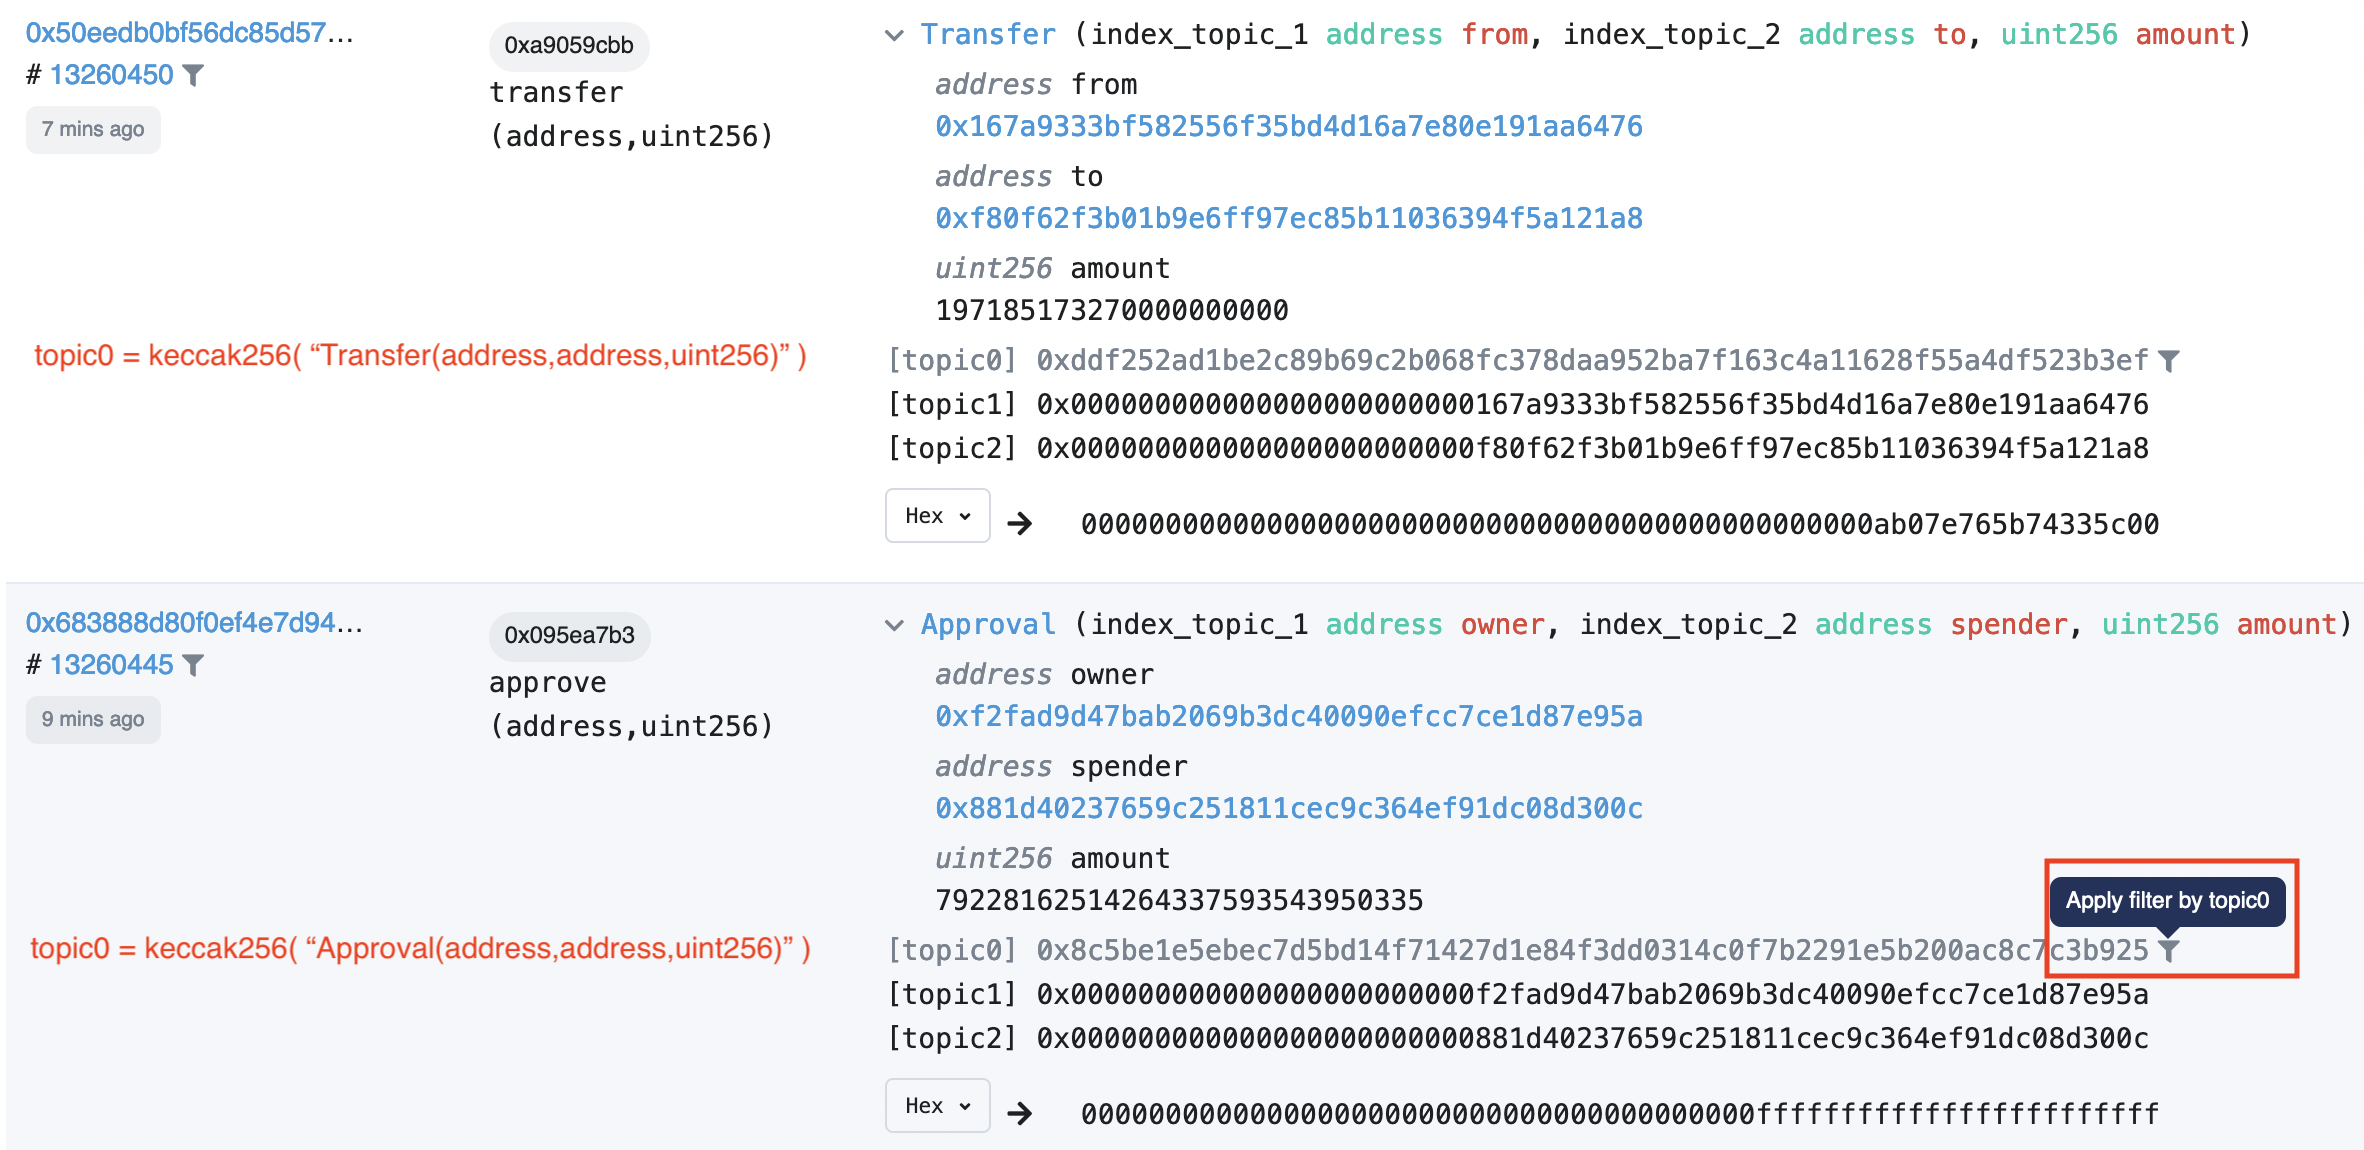 0x50eedb0bf56dc85d57...
# 13260450
7 mins ago
0xa9059cbb
transfer
(address,uint256)
Transfer (index_topic_1 address from, index_topic_2 address to, uint256 amount)
address from
0x167a9333bf582556f35bd4d16a7e80e191aa6476
address to
0xf80f62f3b01b9e6ff97ec85b11036394f5a121a8
uint256 amount
197185173270000000000
topic0 = keccak256( “Transfer(address,address,uint256)” )
[topic0] 0xddf252ad1be2c89b69c2b068fc378daa952ba7f163c4a11628f55a4df523b3ef
[topic1] 0x000000000000000000000000167a9333bf582556f35bd4d16a7e80e191aa6476
[topic2] 0x000000000000000000000000f80f62f3b01b9e6ff97ec85b11036394f5a121a8
Hex
00000000000000000000000000000000000000000000000ab07e765b74335c00
0x683888d80f0ef4e7d94...
# 13260445
9 mins ago
0x095ea7b3
approve
(address,uint256)
Approval (index_topic_1 address owner, index_topic_2 address spender, uint256 amount)
address owner
0xf2fad9d47bab2069b3dc40090efcc7ce1d87e95a
address spender
0x881d40237659c251811cec9c364ef91dc08d300c
uint256 amount
79228162514264337593543950335
Apply filter by topic0
topic0 = keccak256( “Approval(address,address,uint256)” )
[topic0] 0x8c5be1e5ebec7d5bd14f71427d1e84f3dd0314c0f7b2291e5b200ac8c7c3b925
[topic1] 0x000000000000000000000000f2fad9d47bab2069b3dc40090efcc7ce1d87e95a
[topic2] 0x000000000000000000000000881d40237659c251811cec9c364ef91dc08d300c
Hex
0000000000000000000000000000000000000000ffffffffffffffffffffffff